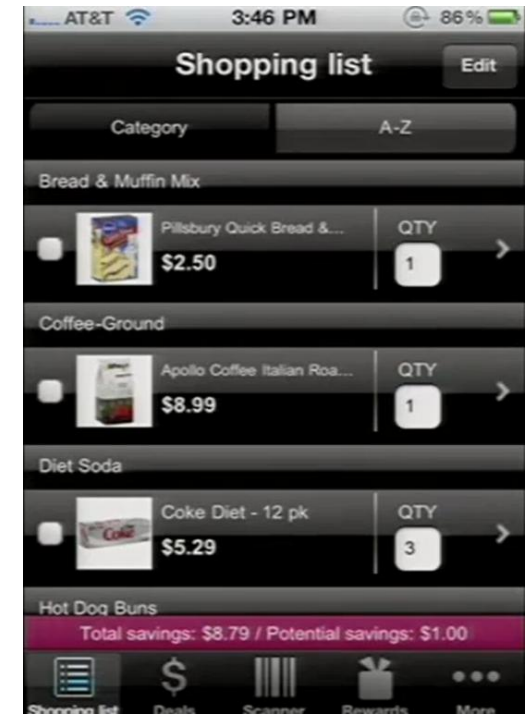 AT&T 3:46 PM 86%
Shopping list Edit
Category A-Z
Bread & Muffin Mix
Pillsbury Quick Bread &... QTY
$2.50 1
Coffee-Ground
Apollo Coffee Italian Roa... QTY
$8.99 1
Diet Soda
Coke Diet - 12 pk QTY
$5.29 3
Coke
Hot Dog Buns
Total savings: $8.79 / Potential savings: $1.00
Shopping list Deals Scanner Rewards More